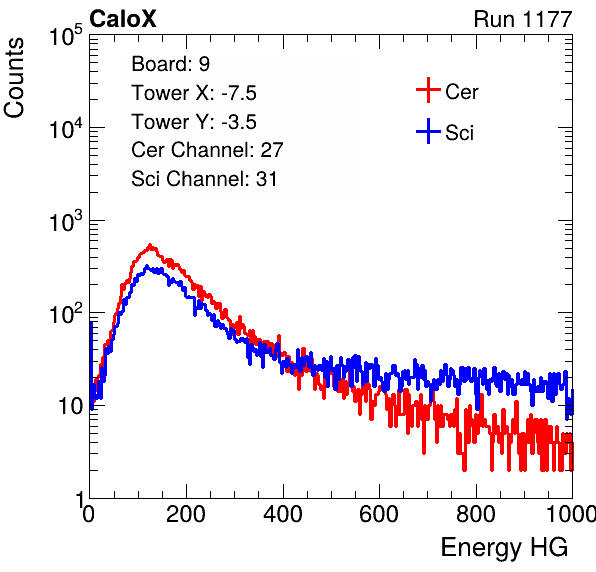 CaloX Run 1177
Counts
10^5
10^4
10^3
10^2
10
1
Board: 9
Tower X: -7.5
Tower Y: -3.5
Cer Channel: 27
Sci Channel: 31
Cer
Sci
0 200 400 600 800 1000
Energy HG